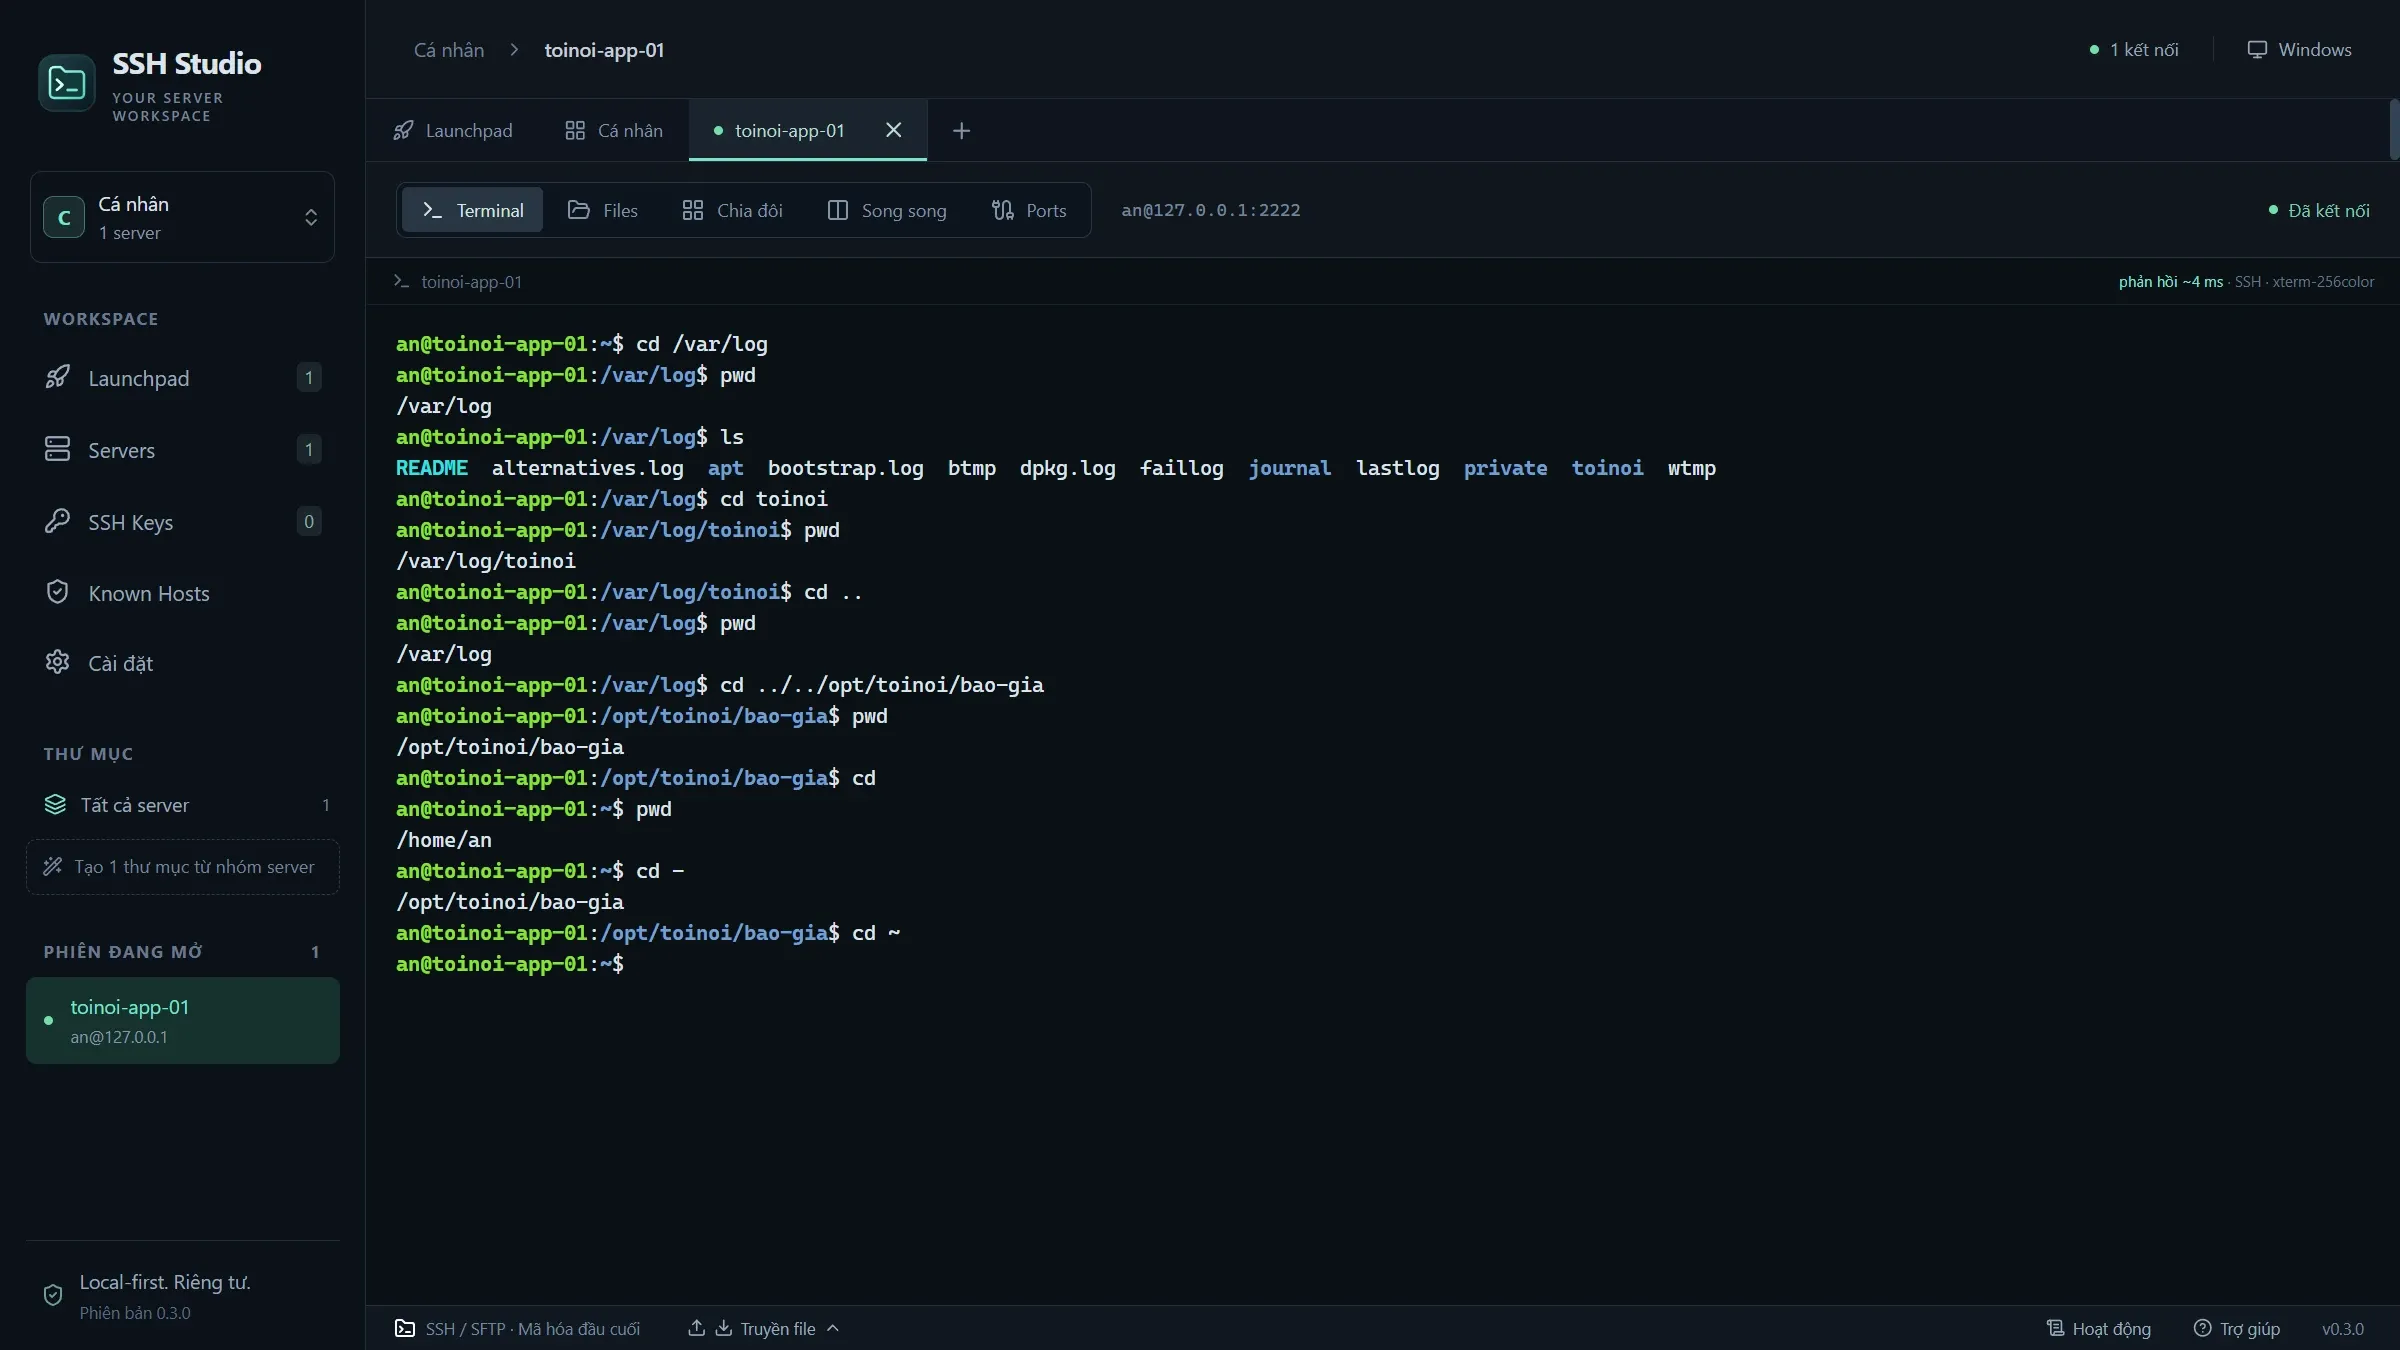 SSH Studio
YOUR SERVER
WORKSPACE
C
Cá nhân
1 server
WORKSPACE
Launchpad 1
Servers 1
SSH Keys 0
Known Hosts
Cài đặt
THƯ MỤC
Tất cả server 1
Tạo 1 thư mục từ nhóm server
PHIÊN ĐANG MỞ 1
toinoi-app-01
an@127.0.0.1
Local-first. Riêng tư.
Phiên bản 0.3.0
Cá nhân > toinoi-app-01
1 kết nối
Windows
Launchpad
Cá nhân
toinoi-app-01
Terminal
Files
Chia đôi
Song song
Ports
an@127.0.0.1:2222
Đã kết nối
toinoi-app-01
phản hồi ~4 ms · SSH · xterm-256color
an@toinoi-app-01:~$ cd /var/log
an@toinoi-app-01:/var/log$ pwd
/var/log
an@toinoi-app-01:/var/log$ ls
README alternatives.log apt bootstrap.log btmp dpkg.log faillog journal lastlog private toinoi wtmp
an@toinoi-app-01:/var/log$ cd toinoi
an@toinoi-app-01:/var/log/toinoi$ pwd
/var/log/toinoi
an@toinoi-app-01:/var/log/toinoi$ cd ..
an@toinoi-app-01:/var/log$ pwd
/var/log
an@toinoi-app-01:/var/log$ cd ../../opt/toinoi/bao-gia
an@toinoi-app-01:/opt/toinoi/bao-gia$ pwd
/opt/toinoi/bao-gia
an@toinoi-app-01:/opt/toinoi/bao-gia$ cd
an@toinoi-app-01:~$ pwd
/home/an
an@toinoi-app-01:~$ cd -
/opt/toinoi/bao-gia
an@toinoi-app-01:/opt/toinoi/bao-gia$ cd ~
an@toinoi-app-01:~$
SSH / SFTP · Mã hóa đầu cuối
Truyền file
Hoạt động
Trợ giúp
v0.3.0